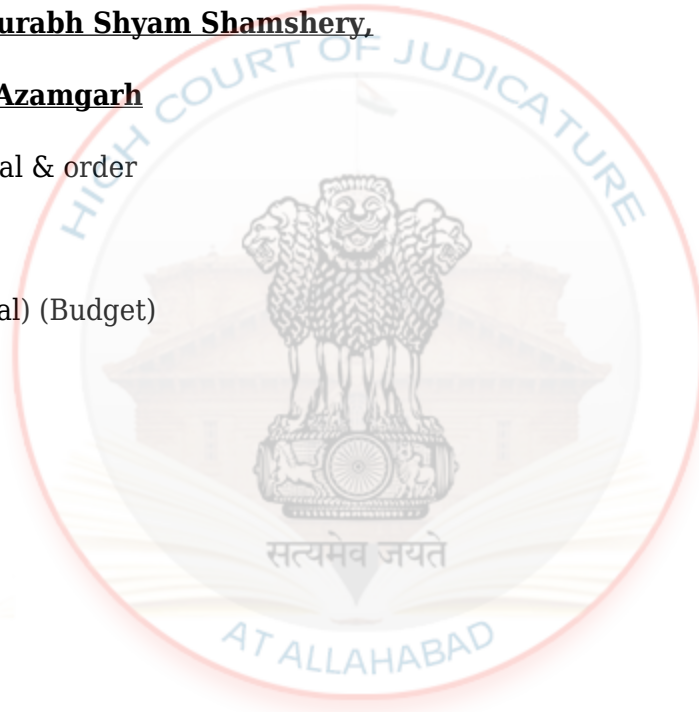 urabh Shyam Shamshery,
HIGH COURT OF JUDICATURE
Azamgarh
al & order
al) (Budget)
सत्यमेव जयते
AT ALLAHABAD